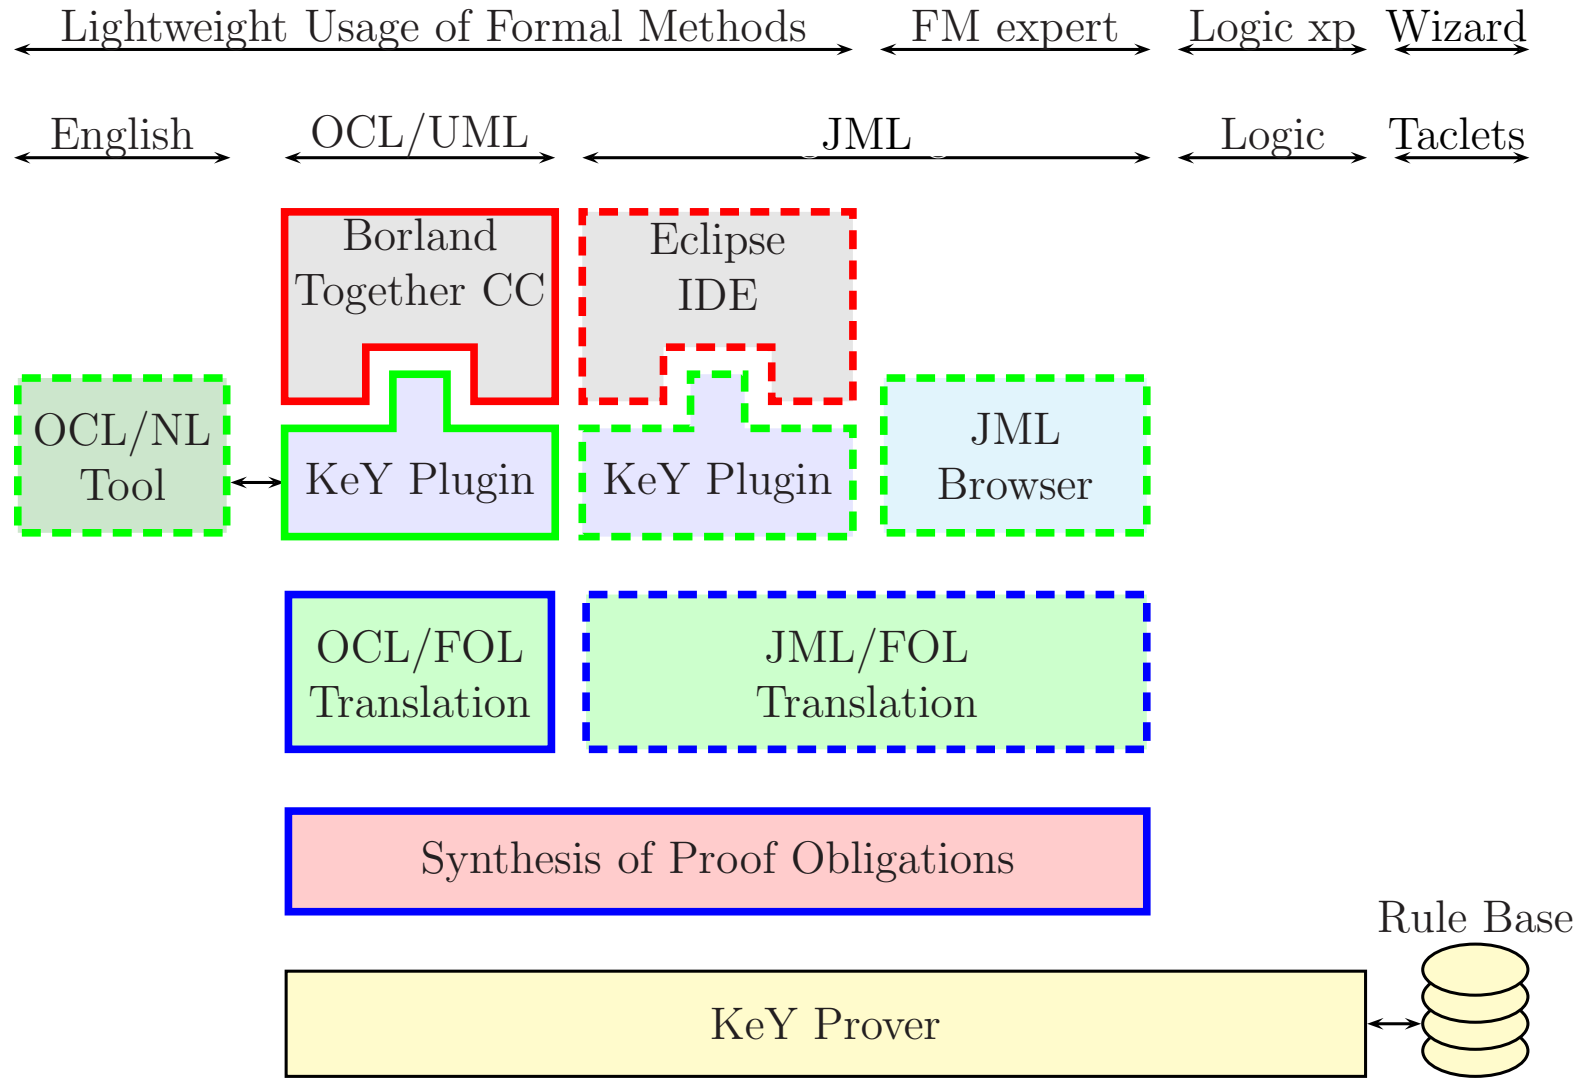 Lightweight Usage of Formal Methods
FM expert
Logic xp
Wizard
English
OCL/UML
JML
Logic
Taclets
Borland
Together CC
Eclipse
IDE
OCL/NL
Tool
KeY Plugin
KeY Plugin
JML
Browser
OCL/FOL
Translation
JML/FOL
Translation
Synthesis of Proof Obligations
Rule Base
KeY Prover